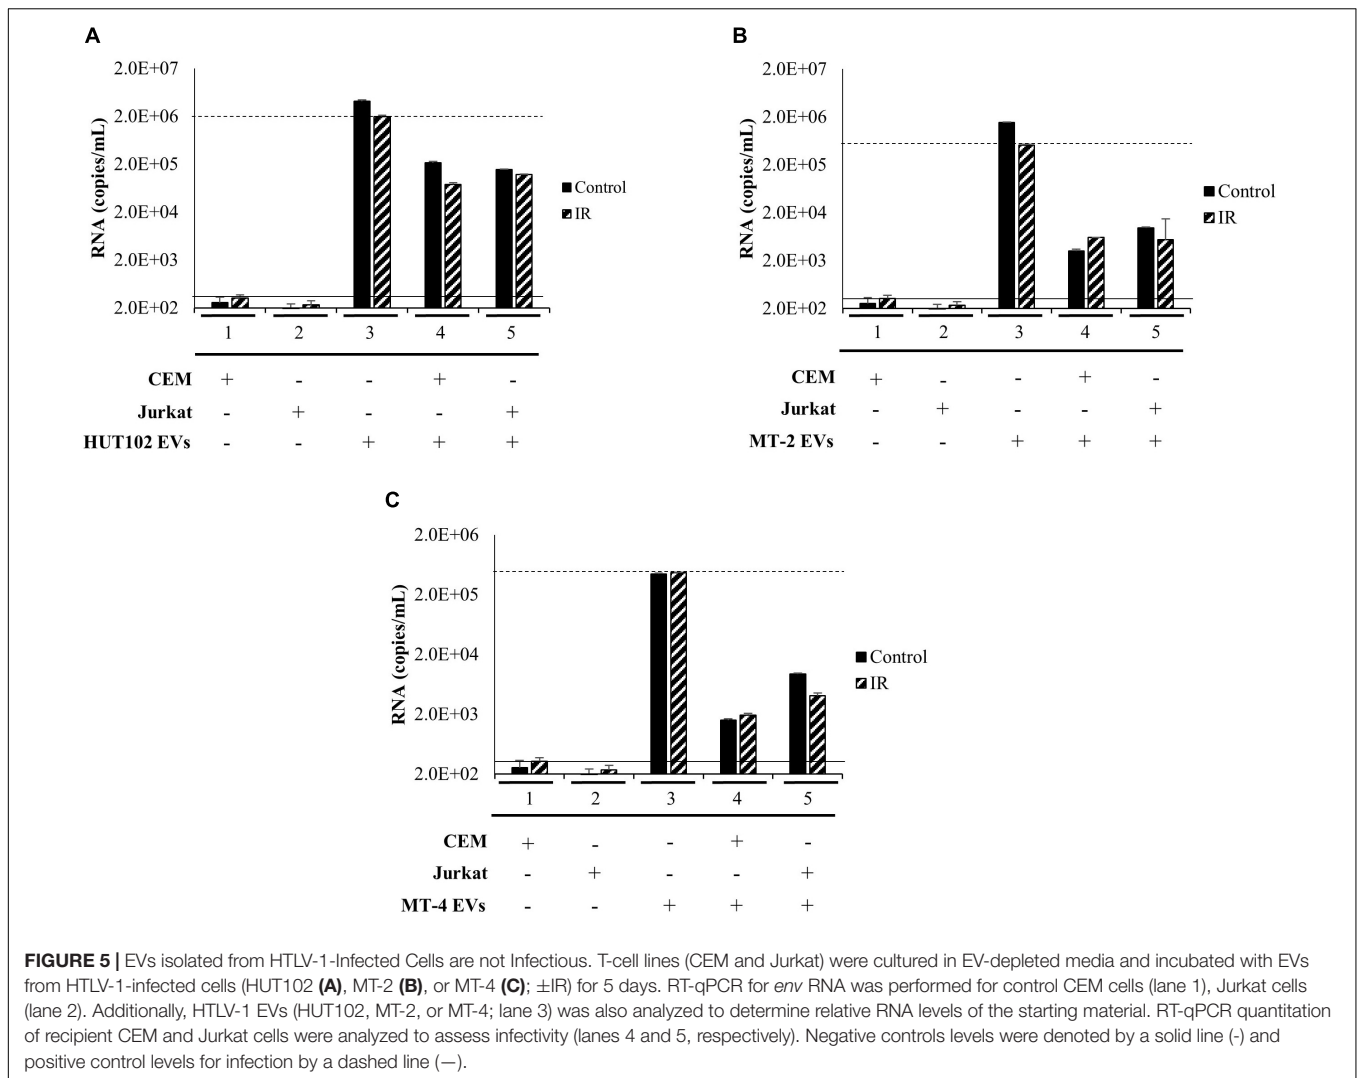 A
2.0E+07
2.0E+06
2.0E+05
2.0E+04
2.0E+03
2.0E+02
RNA (copies/mL)
Control
IR
1 2 3 4 5
CEM + - - + -
Jurkat - + - - +
HUT102 EVs - - + + +
B
2.0E+07
2.0E+06
2.0E+05
2.0E+04
2.0E+03
2.0E+02
RNA (copies/mL)
Control
IR
1 2 3 4 5
CEM + - - + -
Jurkat - + - - +
MT-2 EVs - - + + +
C
2.0E+06
2.0E+05
2.0E+04
2.0E+03
2.0E+02
RNA (copies/mL)
Control
IR
1 2 3 4 5
CEM + - - + -
Jurkat - + - - +
MT-4 EVs - - + + +
FIGURE 5 | EVs isolated from HTLV-1-Infected Cells are not Infectious. T-cell lines (CEM and Jurkat) were cultured in EV-depleted media and incubated with EVs
from HTLV-1-infected cells (HUT102 (A), MT-2 (B), or MT-4 (C); ±IR) for 5 days. RT-qPCR for env RNA was performed for control CEM cells (lane 1), Jurkat cells
(lane 2). Additionally, HTLV-1 EVs (HUT102, MT-2, or MT-4; lane 3) was also analyzed to determine relative RNA levels of the starting material. RT-qPCR quantitation
of recipient CEM and Jurkat cells were analyzed to assess infectivity (lanes 4 and 5, respectively). Negative controls levels were denoted by a solid line (-) and
positive control levels for infection by a dashed line (—).